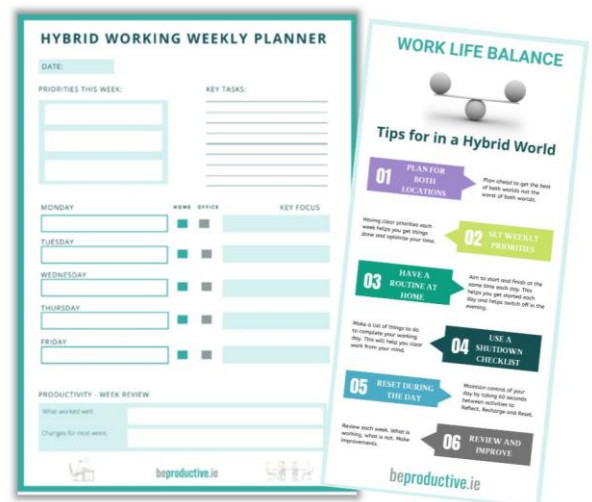 HYBRID WORKING WEEKLY PLANNER
DATE:
PRIORITIES THIS WEEK:
KEY TASKS:
MONDAY
HOME OFFICE
KEY FOCUS
TUESDAY
WEDNESDAY
THURSDAY
FRIDAY
PRODUCTIVITY - WEEK REVIEW
What worked well:
Changes for next week:
beproductive.ie
WORK LIFE BALANCE
Tips for in a Hybrid World
01
PLAN FOR
BOTH
LOCATIONS
Plan ahead to get the best
of both worlds not the
worst of both worlds.
Having clear priorities each
week helps you get things
done and optimise your time.
02
SET WEEKLY
PRIORITIES
03
HAVE A
ROUTINE AT
HOME
Aim to start and finish at the
same time each day. This
helps you get started each
day and helps switch off in the
evening.
Make a list of things to do
to complete your working
day. This will help you clear
work from your mind.
04
USE A
SHUTDOWN
CHECKLIST
05
RESET DURING
THE DAY
Maintain control of your
day by taking 60 seconds
between activities to
Reflect, Recharge and Reset.
Review each week. What is
working, what is not. Make
improvements.
06
REVIEW AND
IMPROVE
beproductive.ie